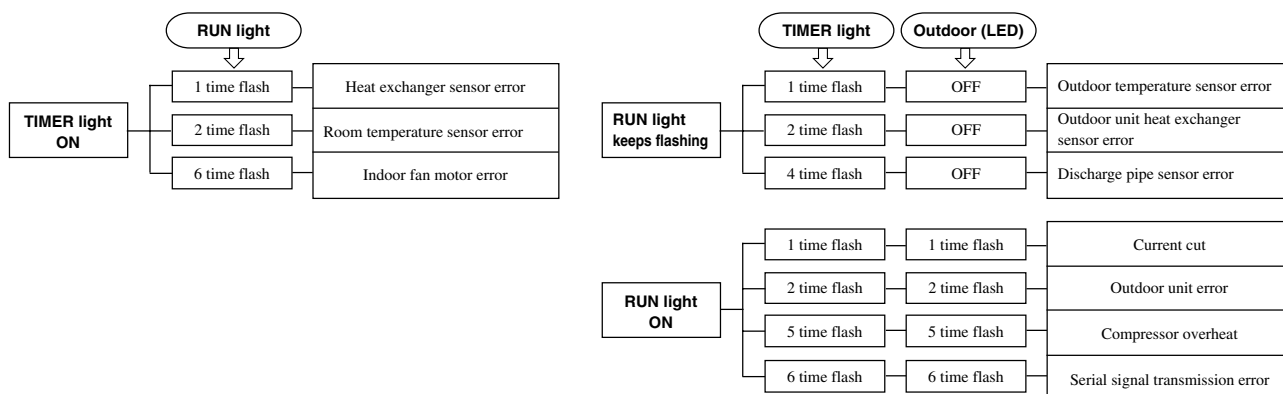 RUN light
TIMER light
ON
1 time flash
Heat exchanger sensor error
2 time flash
Room temperature sensor error
6 time flash
Indoor fan motor error
TIMER light
Outdoor (LED)
RUN light
keeps flashing
1 time flash
OFF
Outdoor temperature sensor error
2 time flash
OFF
Outdoor unit heat exchanger
sensor error
4 time flash
OFF
Discharge pipe sensor error
RUN light
ON
1 time flash
1 time flash
Current cut
2 time flash
2 time flash
Outdoor unit error
5 time flash
5 time flash
Compressor overheat
6 time flash
6 time flash
Serial signal transmission error